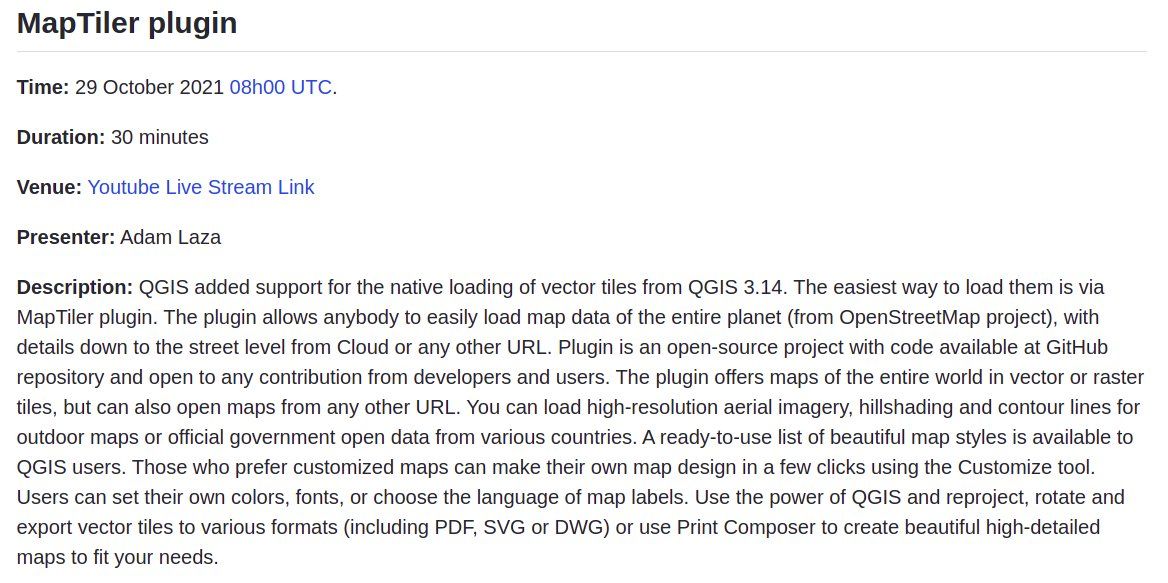 MapTiler plugin
Time: 29 October 2021 08h00 UTC.
Duration: 30 minutes
Venue: Youtube Live Stream Link
Presenter: Adam Laza
Description: QGIS added support for the native loading of vector tiles from QGIS 3.14. The easiest way to load them is via
MapTiler plugin. The plugin allows anybody to easily load map data of the entire planet (from OpenStreetMap project), with
details down to the street level from Cloud or any other URL. Plugin is an open-source project with code available at GitHub
repository and open to any contribution from developers and users. The plugin offers maps of the entire world in vector or raster
tiles, but can also open maps from any other URL. You can load high-resolution aerial imagery, hillshading and contour lines for
outdoor maps or official government open data from various countries. A ready-to-use list of beautiful map styles is available to
QGIS users. Those who prefer customized maps can make their own map design in a few clicks using the Customize tool.
Users can set their own colors, fonts, or choose the language of map labels. Use the power of QGIS and reproject, rotate and
export vector tiles to various formats (including PDF, SVG or DWG) or use Print Composer to create beautiful high-detailed
maps to fit your needs.